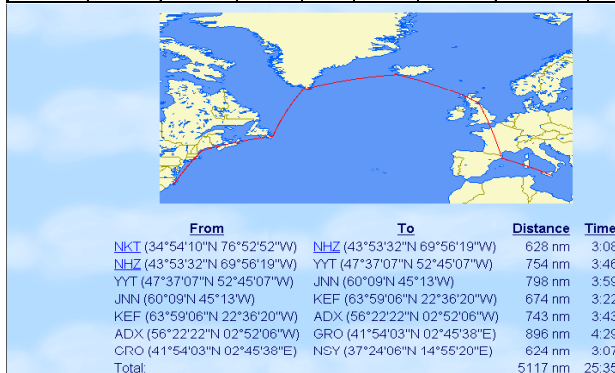 From To Distance Time
NKT (34°54'10"N 76°52'52"W) NHZ (43°53'32"N 69°56'19"W) 628 nm 3:08
NHZ (43°53'32"N 69°56'19"W) YYT (47°37'07"N 52°45'07"W) 754 nm 3:46
YYT (47°37'07"N 52°45'07"W) JNN (60°09'N 45°13'W) 798 nm 3:59
JNN (60°09'N 45°13'W) KEF (63°59'06"N 22°36'20"W) 674 nm 3:22
KEF (63°59'06"N 22°36'20"W) ADX (56°22'22"N 02°52'06"W) 743 nm 3:43
ADX (56°22'22"N 02°52'06"W) GRO (41°54'03"N 02°45'38"E) 896 nm 4:29
GRO (41°54'03"N 02°45'38"E) NSY (37°24'06"N 14°55'20"E) 624 nm 3:07
Total: 5117 nm 25:35